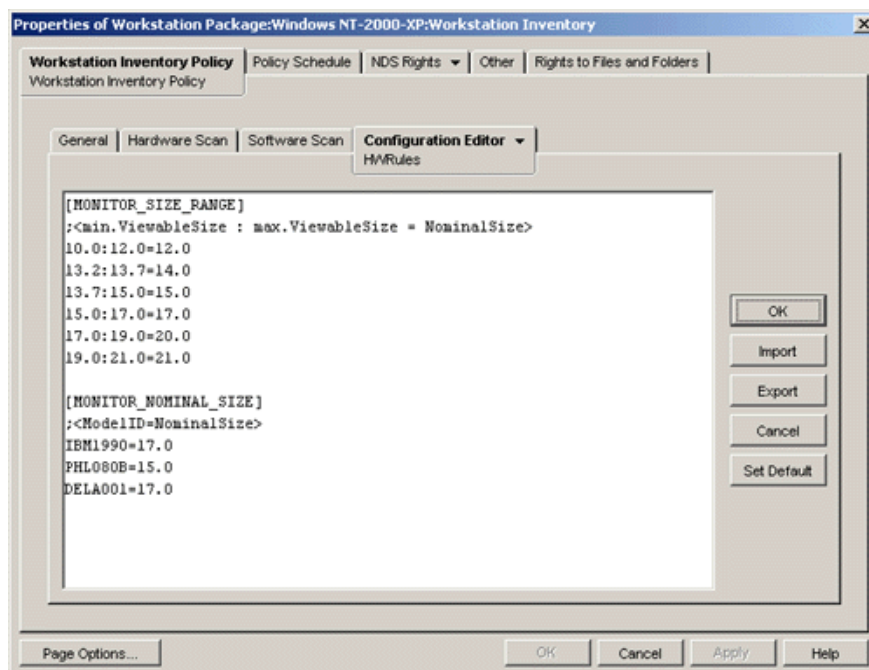 Properties of Workstation Package:Windows NT-2000-XP:Workstation Inventory
Workstation Inventory Policy Policy Schedule NDS Rights Other Rights to Files and Folders
Workstation Inventory Policy
General Hardware Scan Software Scan Configuration Editor
HWRules
[MONITOR_SIZE_RANGE]
;<min.ViewableSize : max.ViewableSize = NominalSize>
10.0:12.0=12.0
13.2:13.7=14.0
13.7:15.0=15.0
15.0:17.0=17.0
17.0:19.0=20.0
19.0:21.0=21.0
[MONITOR_NOMINAL_SIZE]
;<ModelID=NominalSize>
IBM1990=17.0
PHL080B=15.0
DELA001=17.0
OK
Import
Export
Cancel
Set Default
Page Options... OK Cancel Apply Help